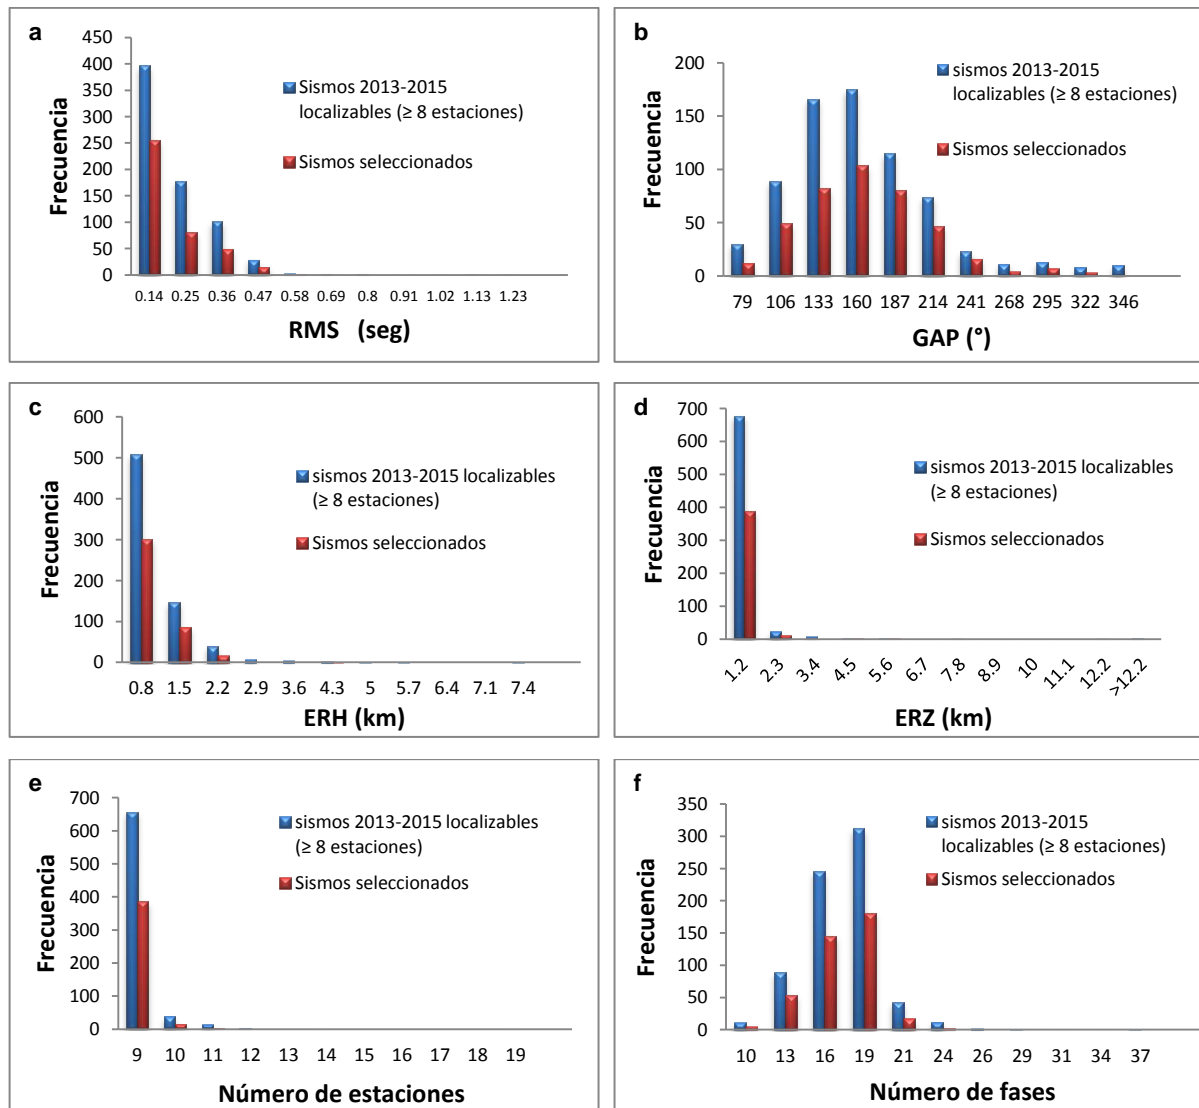 a
450
400
350
300
250
200
150
100
50
0
Frecuencia
Sismos 2013-2015
localizables (≥ 8 estaciones)
Sismos seleccionados
0.14 0.25 0.36 0.47 0.58 0.69 0.8 0.91 1.02 1.13 1.23
RMS (seg)
b
200
150
100
50
0
Frecuencia
sismos 2013-2015
localizables (≥ 8 estaciones)
Sismos seleccionados
79 106 133 160 187 214 241 268 295 322 346
GAP (°)
c
600
500
400
300
200
100
0
Frecuencia
sismos 2013-2015 localizables
(≥ 8 estaciones)
Sismos seleccionados
0.8 1.5 2.2 2.9 3.6 4.3 5 5.7 6.4 7.1 7.4
ERH (km)
d
700
600
500
400
300
200
100
0
Frecuencia
sismos 2013-2015 localizables
(≥ 8 estaciones)
Sismos seleccionados
1.2 2.3 3.4 4.5 5.6 6.7 7.8 8.9 10 11.1 12.2 >12.2
ERZ (km)
e
700
600
500
400
300
200
100
0
Frecuencia
sismos 2013-2015 localizables
(≥ 8 estaciones)
Sismos seleccionados
9 10 11 12 13 14 15 16 17 18 19
Número de estaciones
f
350
300
250
200
150
100
50
0
Frecuencia
sismos 2013-2015
localizables (≥ 8 estaciones)
Sismos seleccionados
10 13 16 19 21 24 26 29 31 34 37
Número de fases